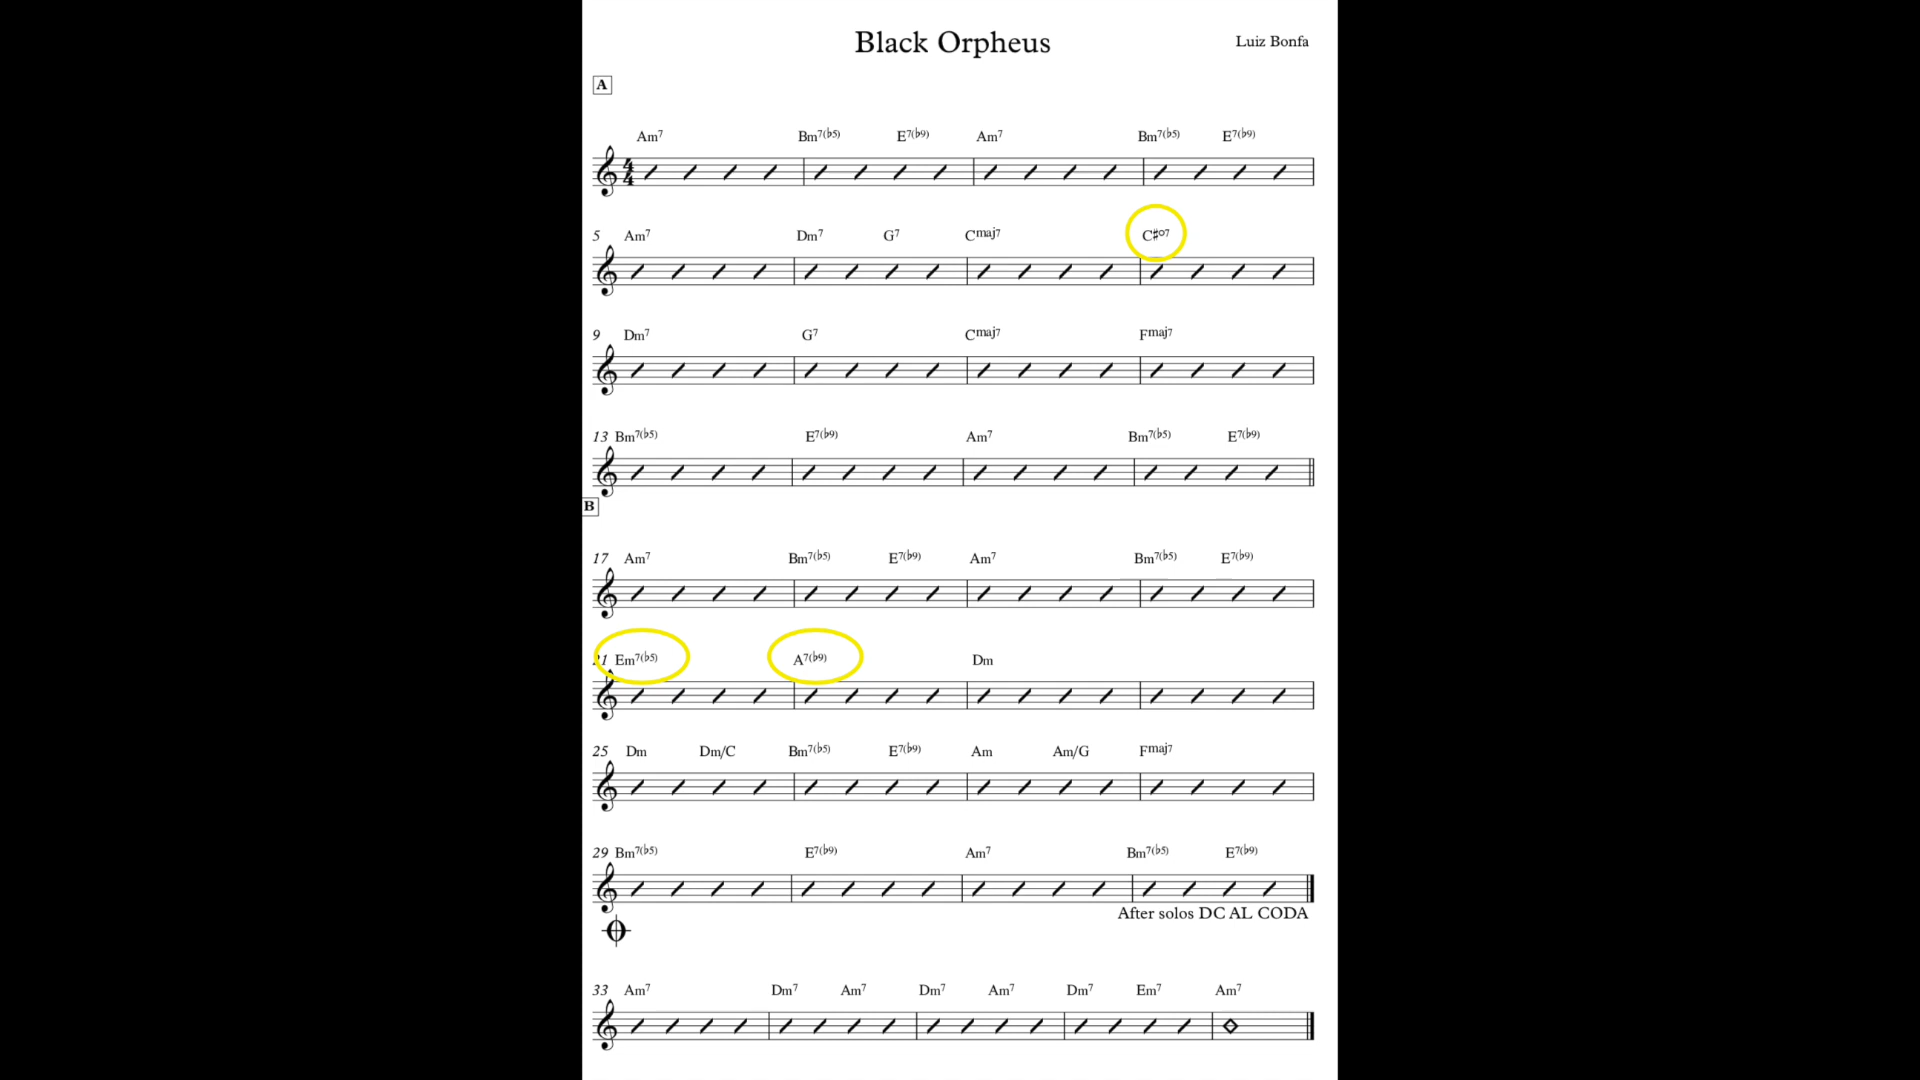 Black Orpheus
Luiz Bonfa
A
Am7 Bm7(♭5) E7(♭9) Am7 Bm7(♭5) E7(♭9)
4
4
5 Am7 Dm7 G7 Cmaj7 C♯o7
9 Dm7 G7 Cmaj7 Fmaj7
13 Bm7(♭5) E7(♭9) Am7 Bm7(♭5) E7(♭9)
B
17 Am7 Bm7(♭5) E7(♭9) Am7 Bm7(♭5) E7(♭9)
21 Em7(♭5) A7(♭9) Dm
25 Dm Dm/C Bm7(♭5) E7(♭9) Am Am/G Fmaj7
29 Bm7(♭5) E7(♭9) Am7 Bm7(♭5) E7(♭9)
After solos DC AL CODA
33 Am7 Dm7 Am7 Dm7 Am7 Dm7 Em7 Am7